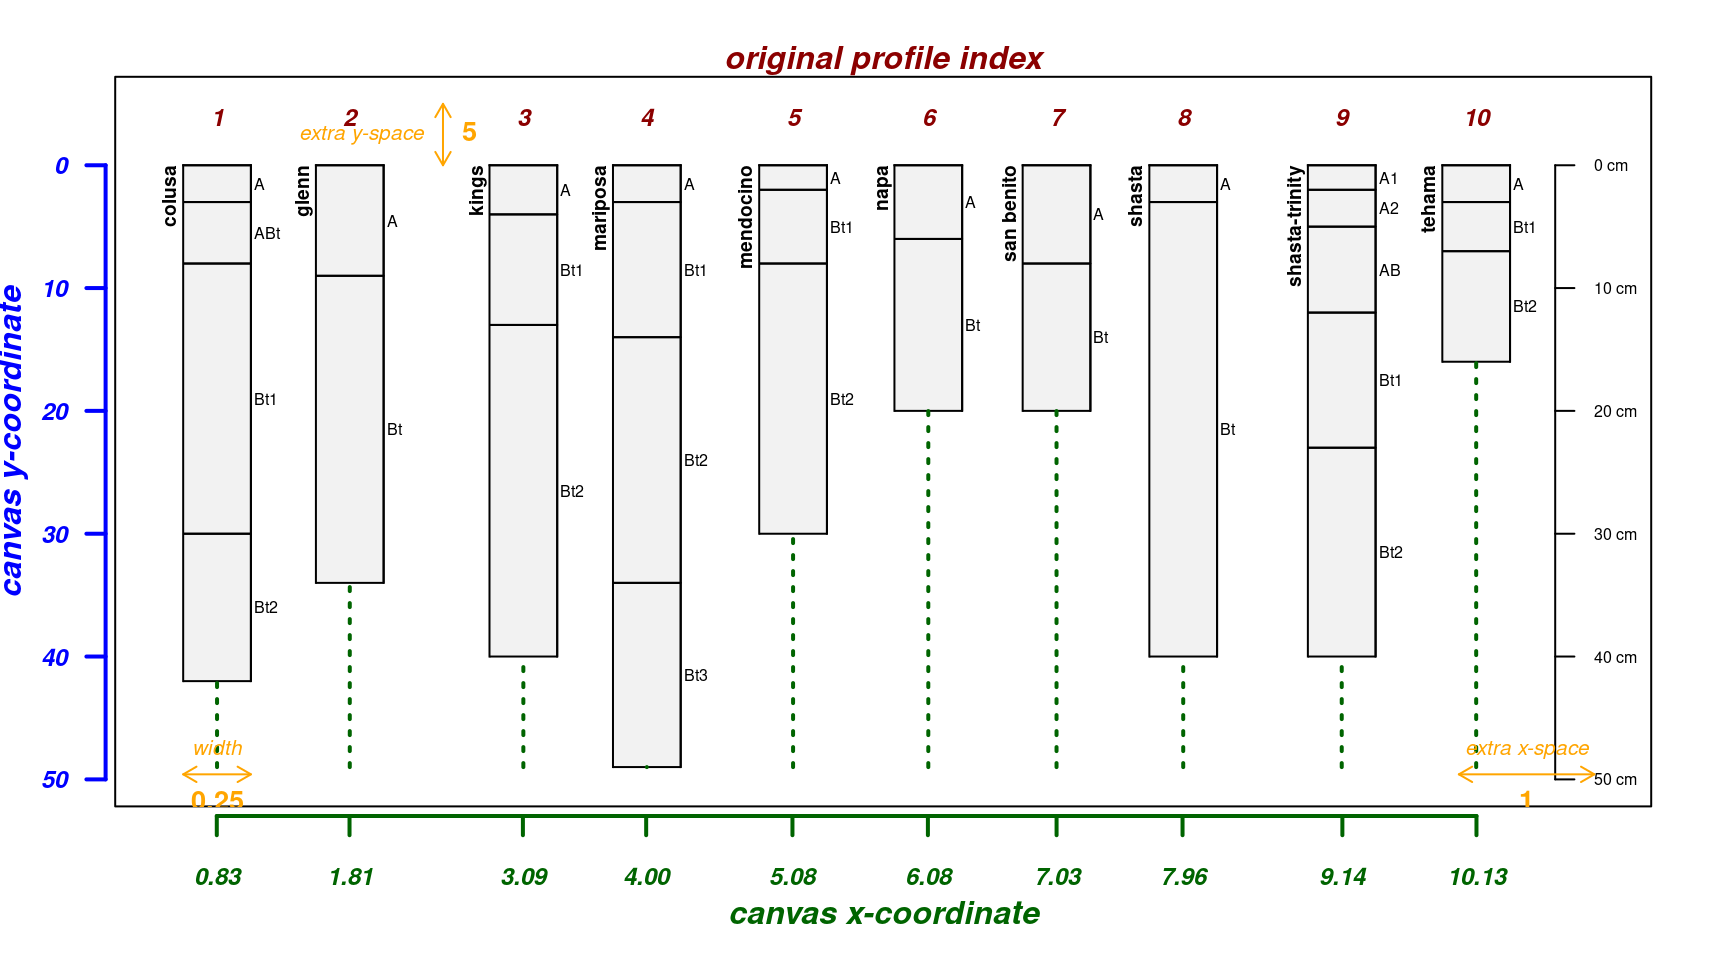 original profile index
1 2 3 4 5 6 7 8 9 10
extra y-space 5
canvas y-coordinate
0
10
20
30
40
50
colusa
A
ABt
Bt1
Bt2
glenn
A
Bt
kings
A
Bt1
Bt2
mariposa
A
Bt1
Bt2
Bt3
mendocino
A
Bt1
Bt2
napa
A
Bt
san benito
A
Bt
shasta
A
Bt
shasta-trinity
A1
A2
AB
Bt1
Bt2
tehama
A
Bt1
Bt2
0 cm
10 cm
20 cm
30 cm
40 cm
50 cm
width
0.25
extra x-space
1
0.83 1.81 3.09 4.00 5.08 6.08 7.03 7.96 9.14 10.13
canvas x-coordinate